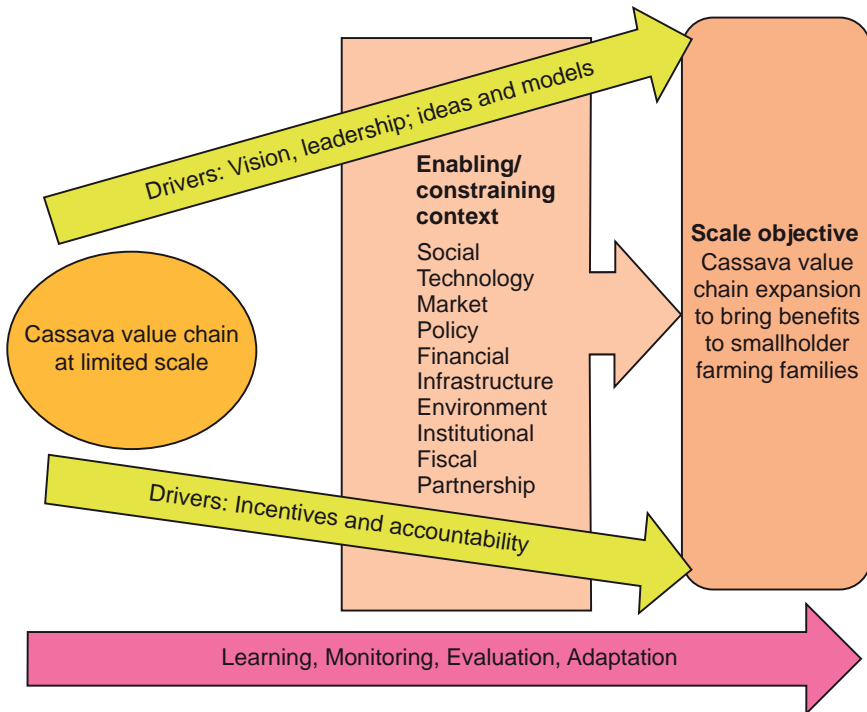 Drivers: Vision, leadership; ideas and models
Cassava value chain
at limited scale
Enabling/
constraining
context
Social
Technology
Market
Policy
Financial
Infrastructure
Environment
Institutional
Fiscal
Partnership
Scale objective
Cassava value
chain expansion
to bring benefits
to smallholder
farming families
Drivers: Incentives and accountability
Learning, Monitoring, Evaluation, Adaptation